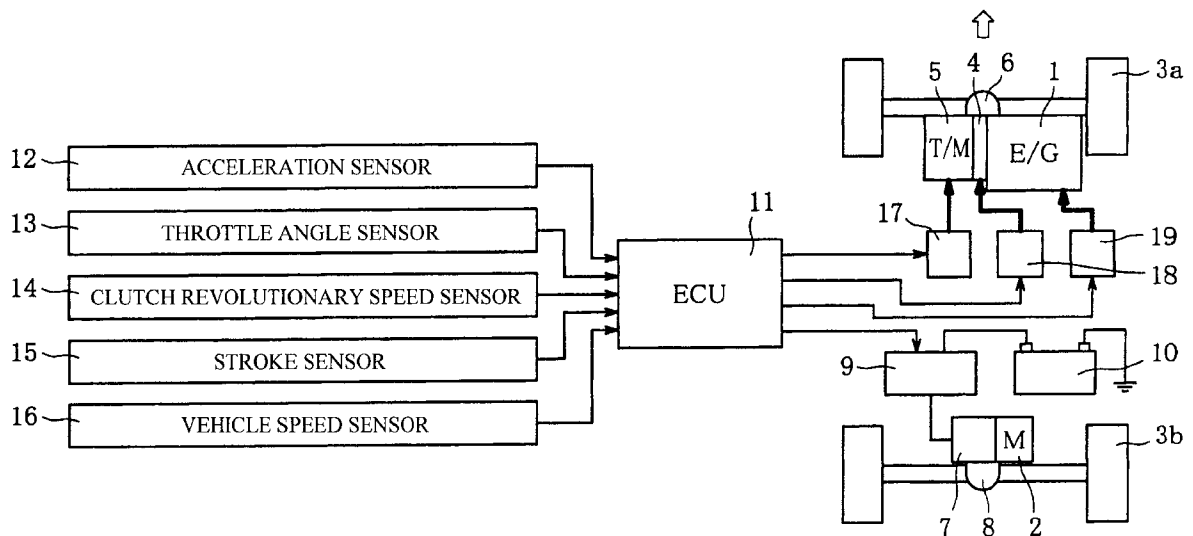 5 4 6 1 3a
T/M E/G
12 ACCELERATION SENSOR
13 THROTTLE ANGLE SENSOR
14 CLUTCH REVOLUTIONARY SPEED SENSOR
15 STROKE SENSOR
16 VEHICLE SPEED SENSOR
11
ECU
17 18 19
9 10
M 3b
7 8 2